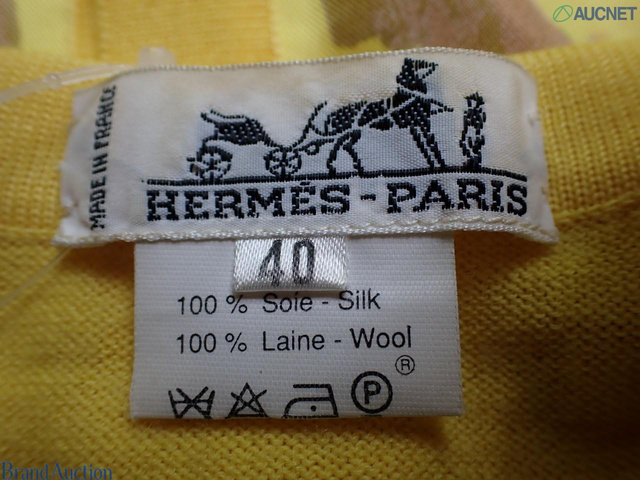 AUCNET
MADE IN FRANCE
HERMÈS-PARIS
40
100 % Soie - Silk
100 % Laine - Wool
®
P
Brand Auction